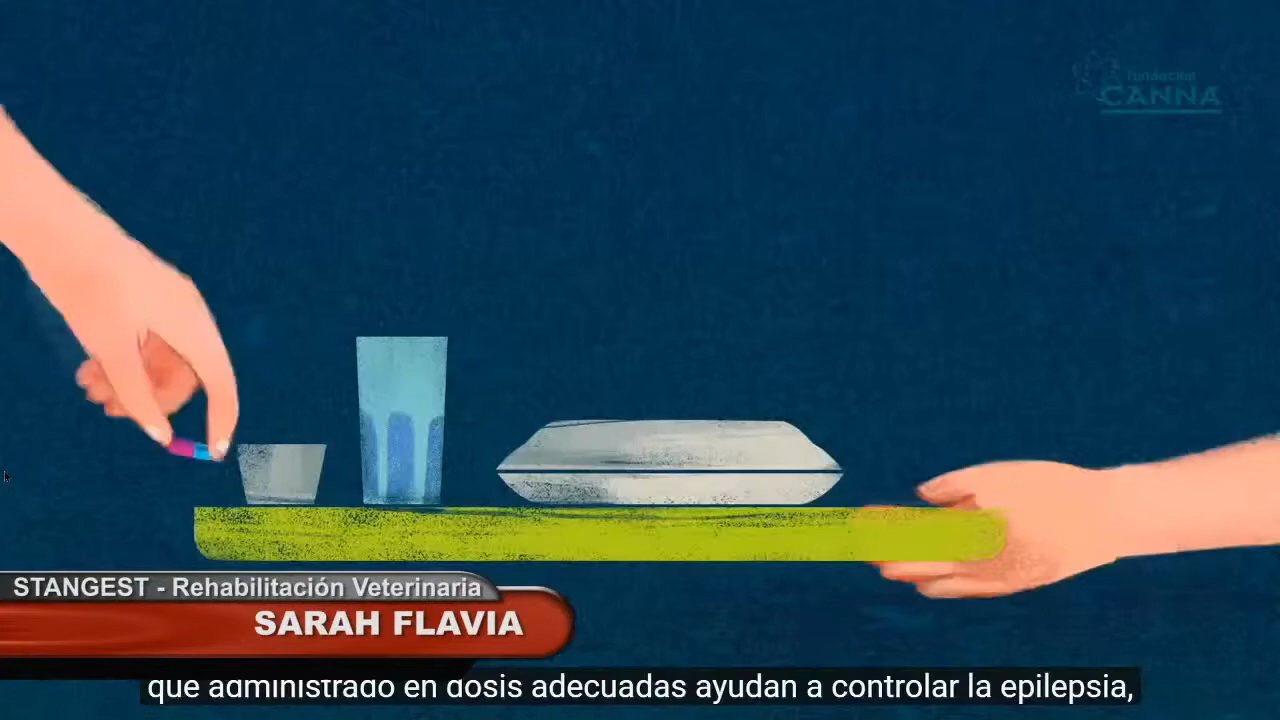 fundación
CANNA
STANGEST - Rehabilitación Veterinaria
SARAH FLAVIA
que administrado en dosis adecuadas ayudan a controlar la epilepsia,